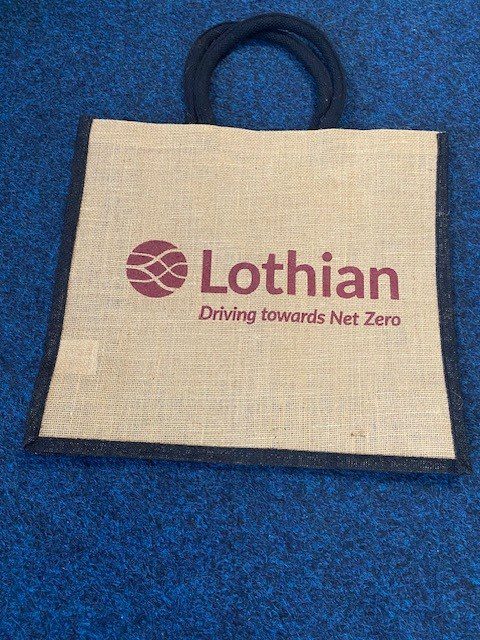 Lothian
Driving towards Net Zero